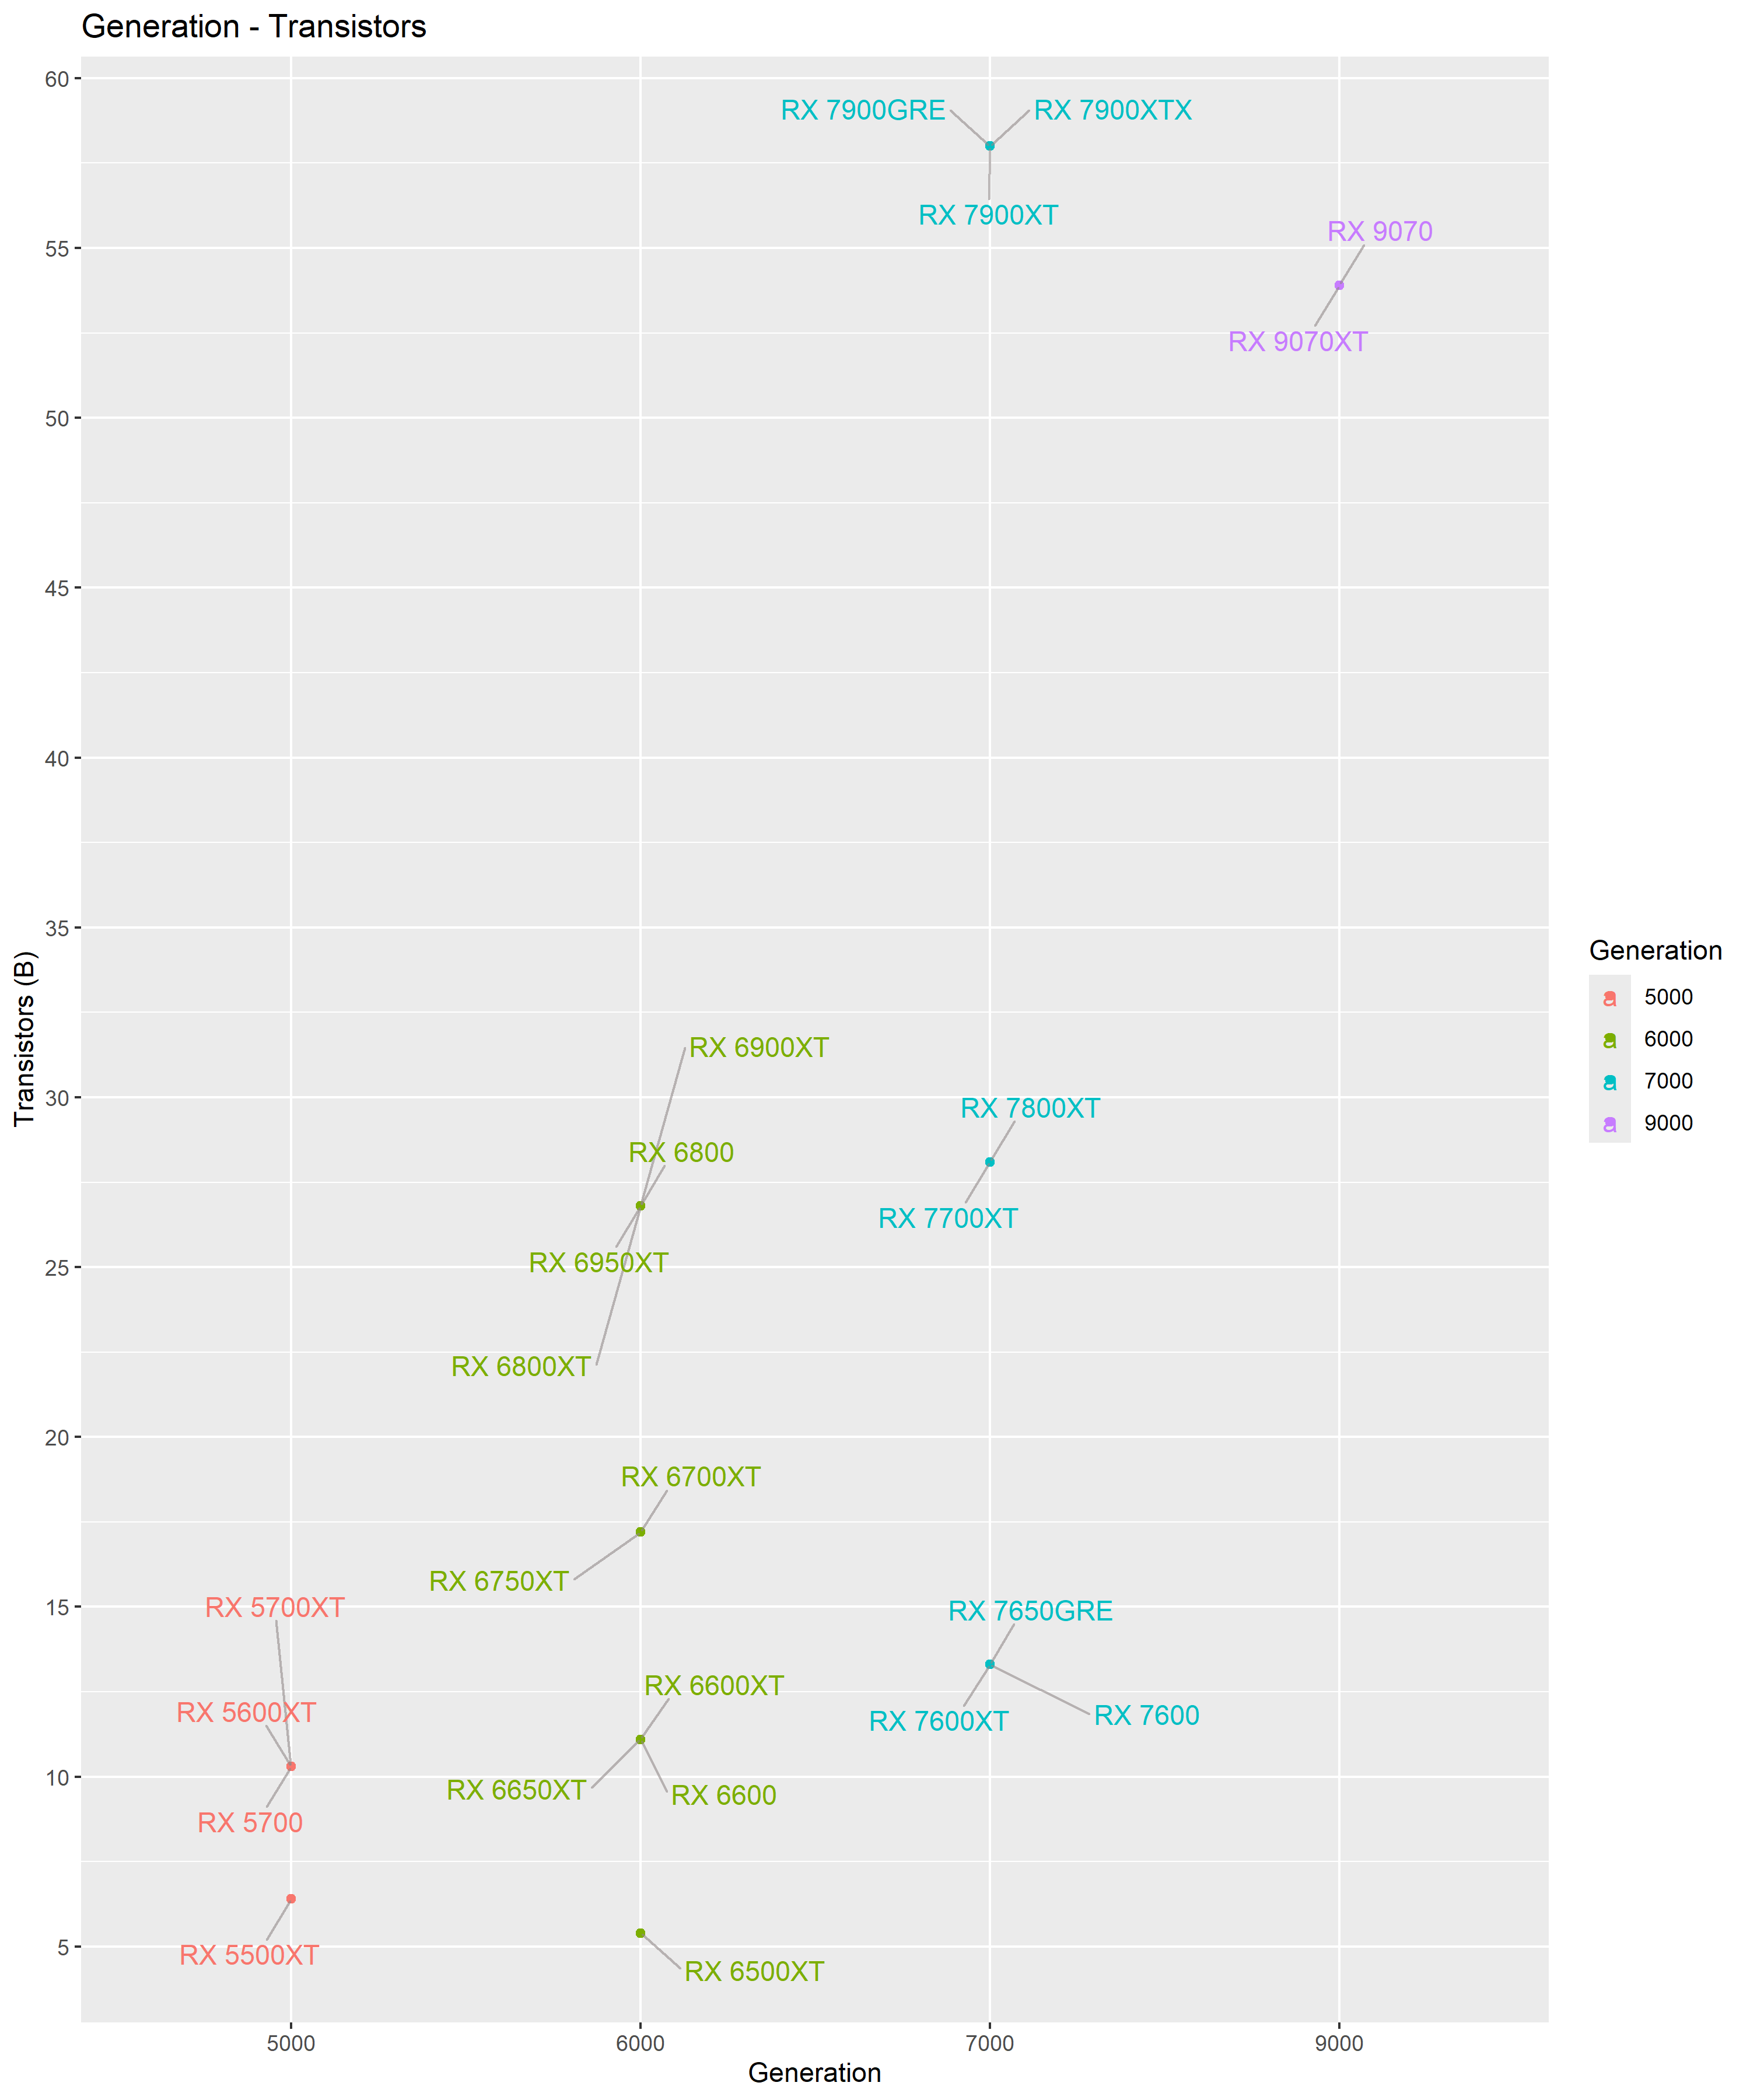 Generation - Transistors
60
RX 7900GRE
RX 7900XTX
RX 7900XT
RX 9070
55
RX 9070XT
50
45
40
35
Transistors (B)
Generation
a 5000
a 6000
a 7000
a 9000
RX 6900XT
30
RX 7800XT
RX 6800
RX 7700XT
RX 6950XT
25
RX 6800XT
20
RX 6700XT
RX 6750XT
RX 5700XT
15
RX 7650GRE
RX 6600XT
RX 5600XT
RX 7600XT
RX 7600
10
RX 6650XT
RX 6600
RX 5700
5
RX 5500XT
RX 6500XT
5000
6000
7000
9000
Generation